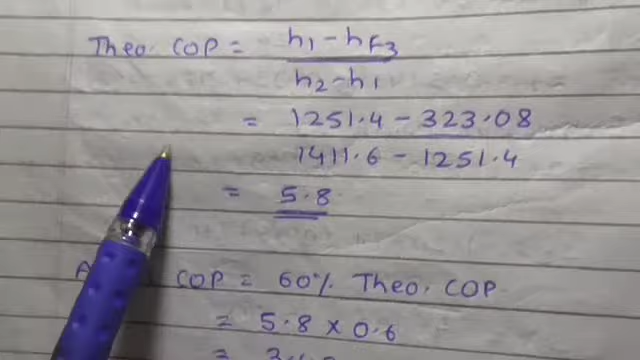 Theo. COP = h1 - hf3
h2 - h1
= 1251.4 - 323.08
1411.6 - 1251.4
= 5.8
COP = 60% Theo. COP
= 5.8 x 0.6
=